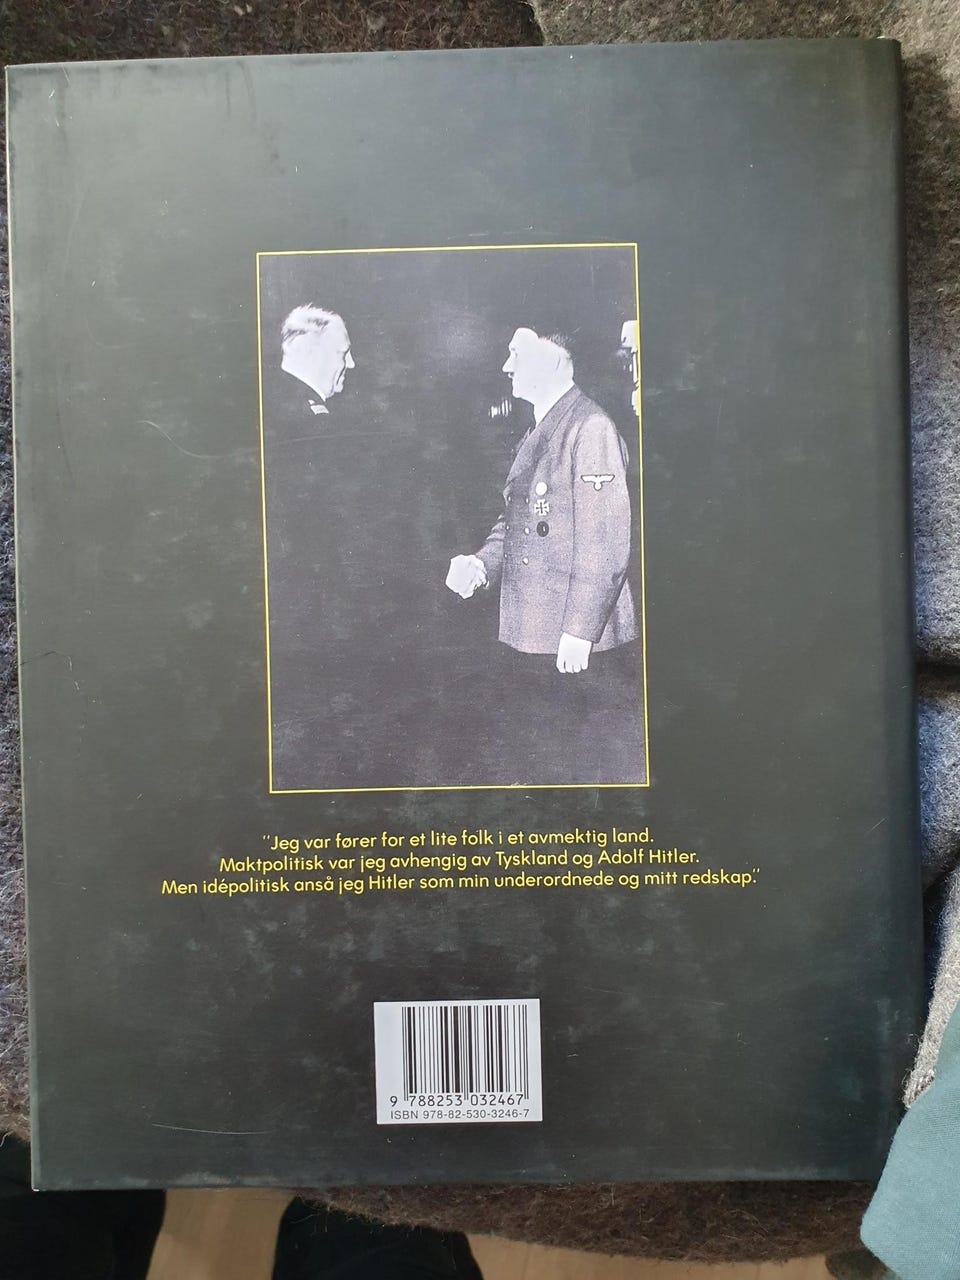 "Jeg var fører for et lite folk i et avmektig land.
Maktpolitisk var jeg avhengig av Tyskland og Adolf Hitler.
Men idépolitisk anså jeg Hitler som min underordnede og mitt redskap."
9 788253 032467
ISBN 978-82-530-3246-7